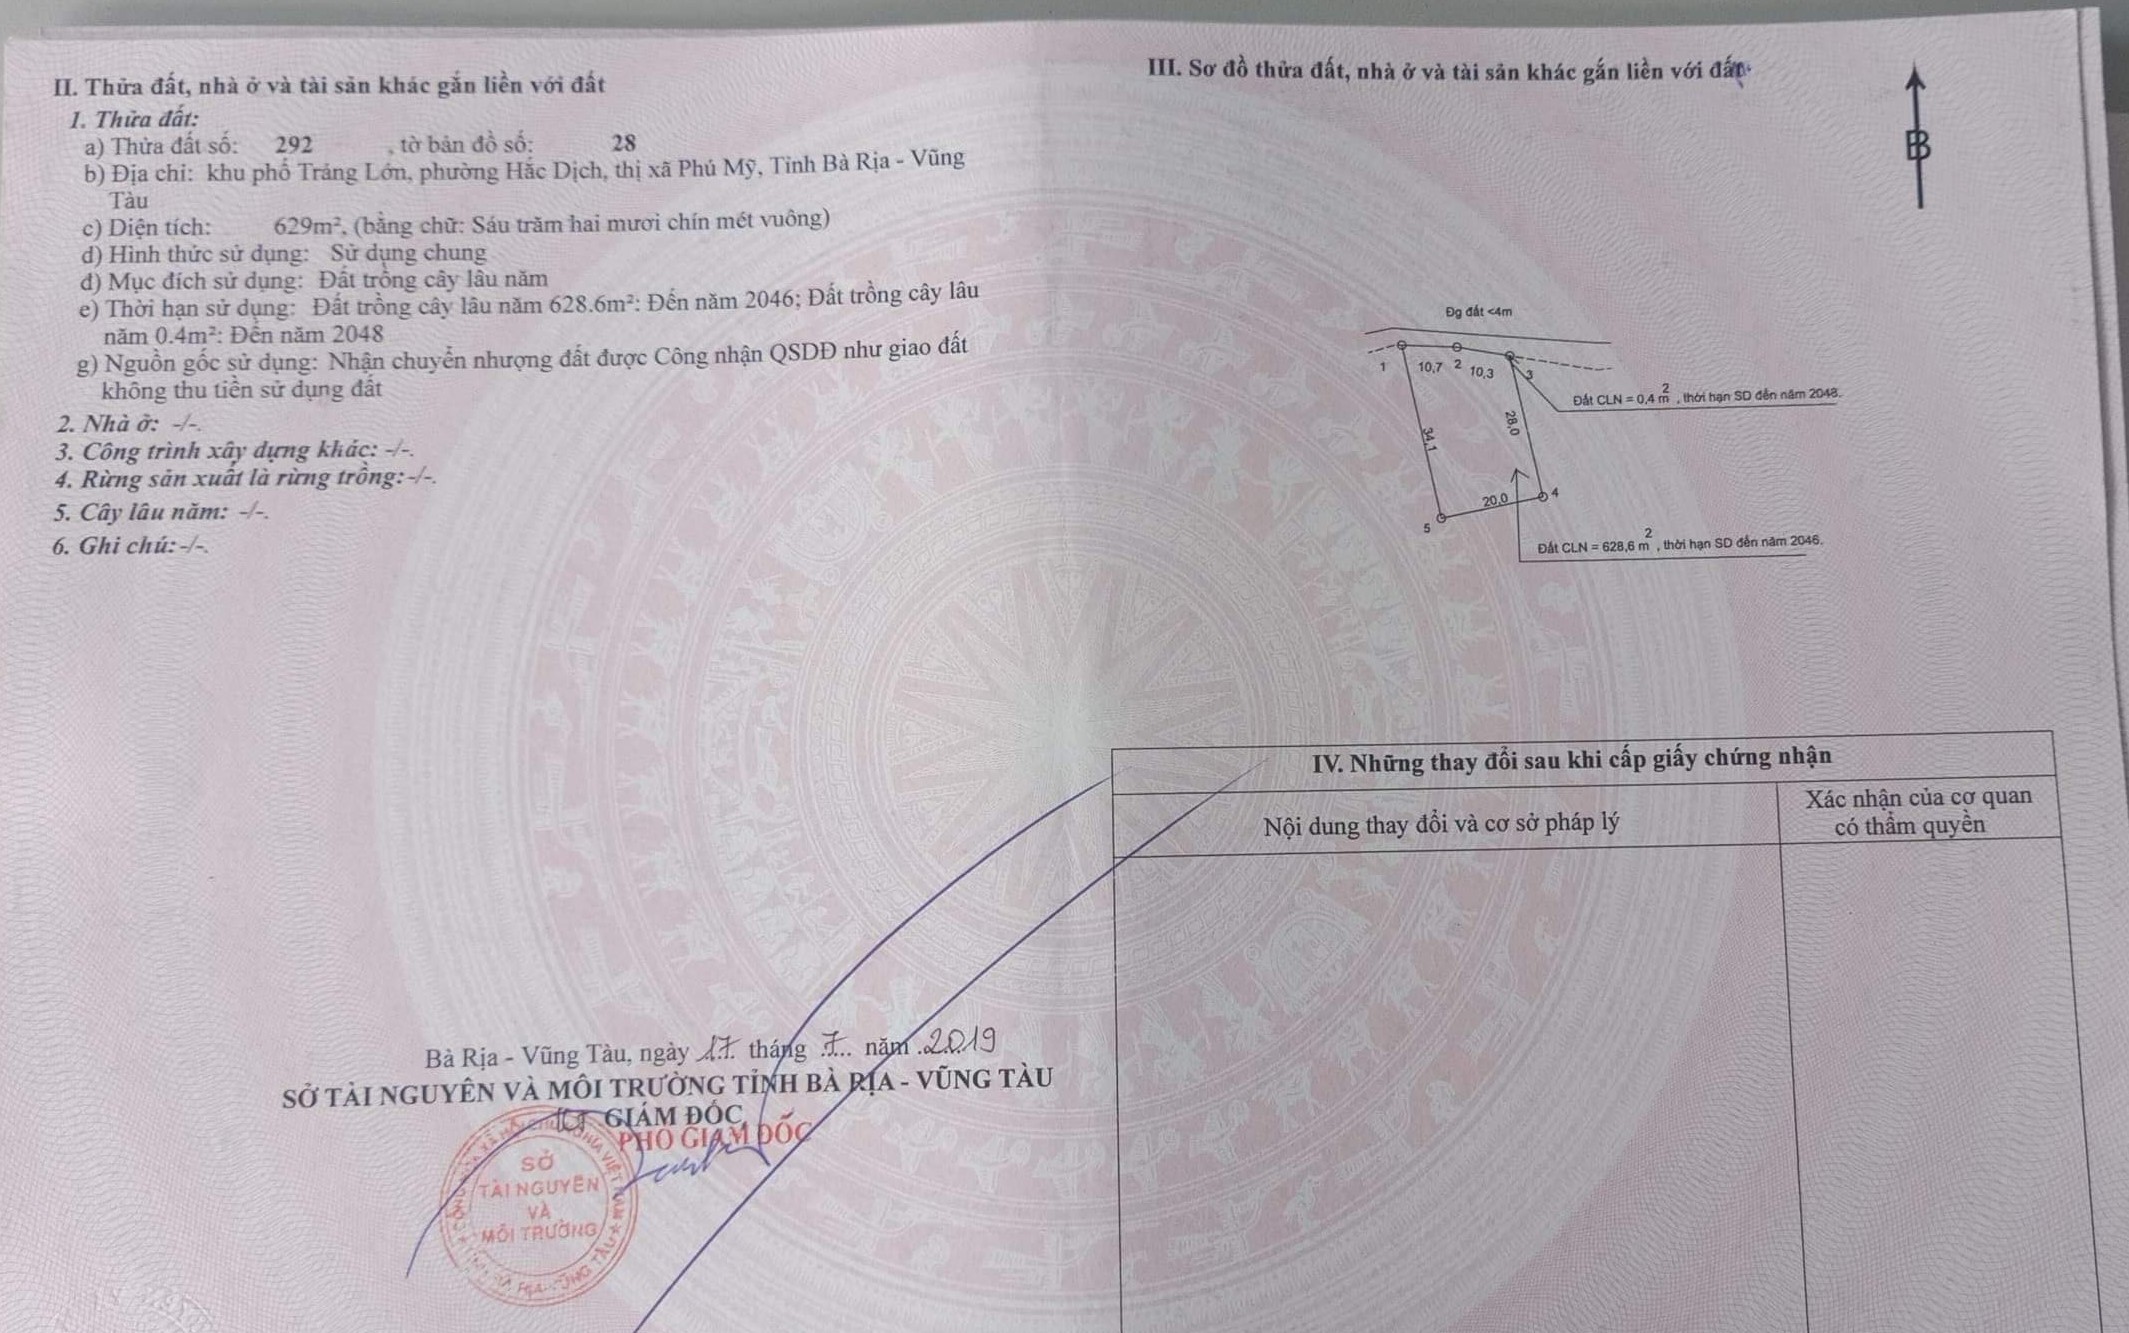 II. Thửa đất, nhà ở và tài sản khác gắn liền với đất
1. Thửa đất:
a) Thửa đất số: 292 , tờ bản đồ số: 28
b) Địa chỉ: khu phố Trảng Lớn, phường Hắc Dịch, thị xã Phú Mỹ, Tỉnh Bà Rịa - Vũng
Tàu
c) Diện tích: 629m², (bằng chữ: Sáu trăm hai mươi chín mét vuông)
d) Hình thức sử dụng: Sử dụng chung
đ) Mục đích sử dụng: Đất trồng cây lâu năm
e) Thời hạn sử dụng: Đất trồng cây lâu năm 628.6m²: Đến năm 2046; Đất trồng cây lâu
năm 0.4m²: Đến năm 2048
g) Nguồn gốc sử dụng: Nhận chuyển nhượng đất được Công nhận QSDĐ như giao đất
không thu tiền sử dụng đất
2. Nhà ở: -/-.
3. Công trình xây dựng khác: -/-.
4. Rừng sản xuất là rừng trồng:-/-.
5. Cây lâu năm: -/-.
6. Ghi chú:-/-.
Bà Rịa - Vũng Tàu, ngày 17 tháng 7 năm 2019
SỞ TÀI NGUYÊN VÀ MÔI TRƯỜNG TỈNH BÀ RỊA - VŨNG TÀU
GIÁM ĐỐC
PHÓ GIÁM ĐỐC
SỞ
TÀI NGUYÊN
VÀ
MÔI TRƯỜNG
III. Sơ đồ thửa đất, nhà ở và tài sản khác gắn liền với đất
B
Đg đất <4m
1 10,7 2 10,3 3
Đất CLN = 0,4 m², thời hạn SD đến năm 2048.
34,1
28,0
20,0
4
5
Đất CLN = 628,6 m², thời hạn SD đến năm 2046.
IV. Những thay đổi sau khi cấp giấy chứng nhận
Nội dung thay đổi và cơ sở pháp lý
Xác nhận của cơ quan
có thẩm quyền